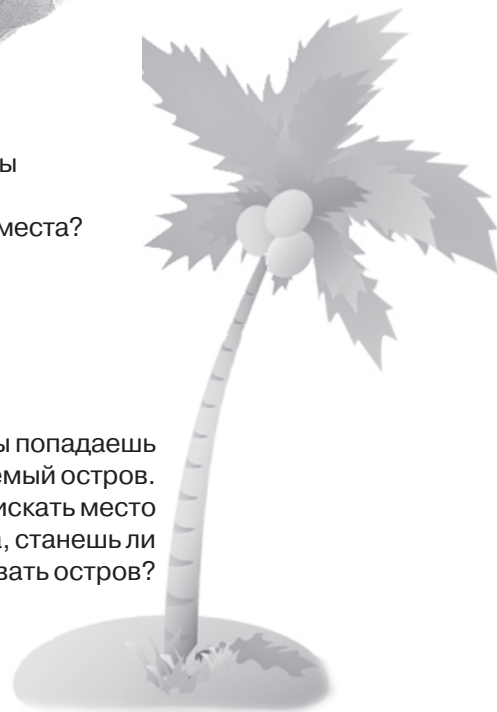 ы
места?
ы попадаешь
емый остров.
искать место
, станешь ли
вать остров?